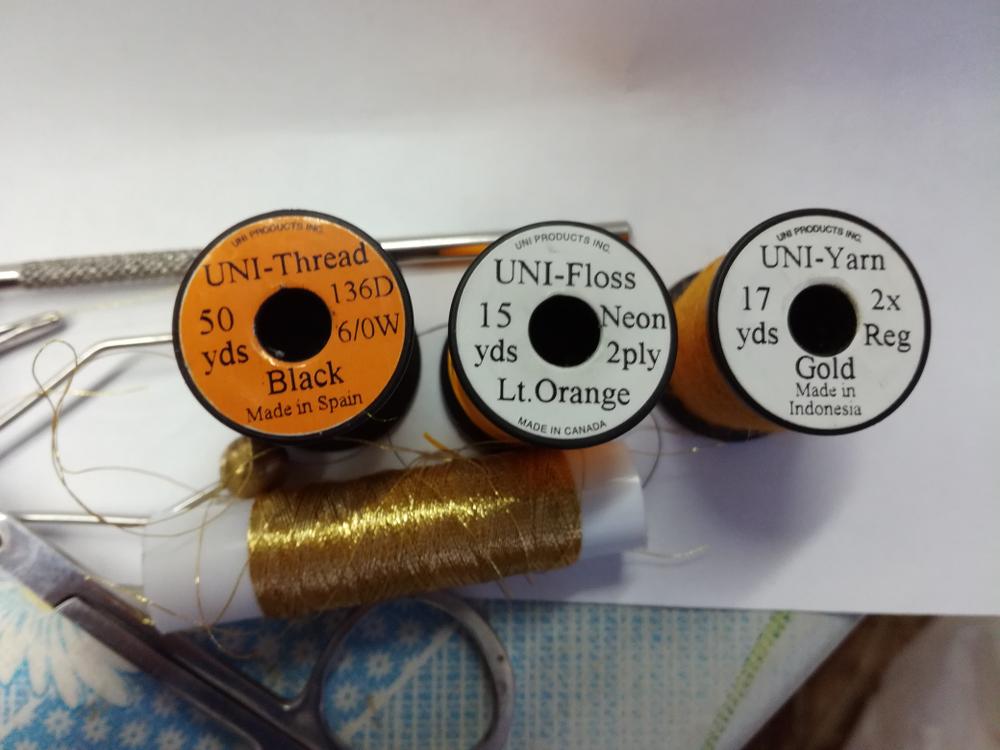 UNI PRODUCTS INC.
UNI-Thread
50
yds
136D
6/0W
Black
Made in Spain
UNI PRODUCTS INC.
UNI-Floss
15
yds
Neon
2ply
Lt.Orange
MADE IN CANADA
UNI PRODUCTS INC.
UNI-Yarn
17
yds
2x
Reg
Gold
Made in
Indonesia